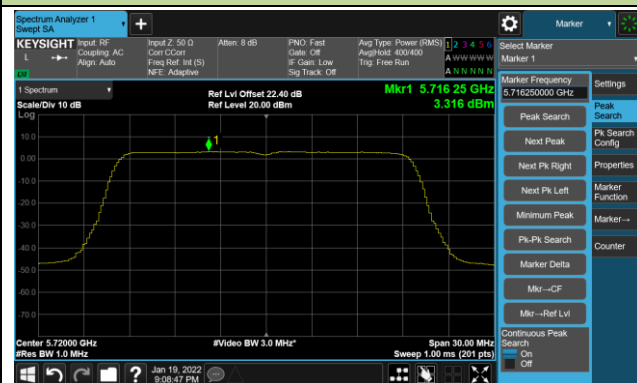 Spectrum Analyzer 1
Swept SA
+
Marker
KEYSIGHT
L
Input: RF
Coupling: AC
Align: Auto
Input Z: 50 Ω
Corr CCorr
Freq Ref: Int (S)
NFE: Adaptive
Atten: 8 dB
PNO: Fast
Gate: Off
IF Gain: Low
Sig Track: Off
Avg Type: Power (RMS)
Avg|Hold: 400/400
Trig: Free Run
1 2 3 4 5 6
A W W W W W
A N N N N N
Select Marker
Marker 1
1 Spectrum
Scale/Div 10 dB
Log
Ref Lvl Offset 22.40 dB
Ref Level 20.00 dBm
Mkr1 5.716 25 GHz
3.316 dBm
1
10.0
0.00
-10.0
-20.0
-30.0
-40.0
-50.0
-60.0
-70.0
Center 5.72000 GHz
#Res BW 1.0 MHz
#Video BW 3.0 MHz*
Span 30.00 MHz
Sweep 1.00 ms (201 pts)
Marker Frequency
5.716250000 GHz
Peak Search
Next Peak
Next Pk Right
Next Pk Left
Minimum Peak
Pk-Pk Search
Marker Delta
Mkr→CF
Mkr→Ref Lvl
Continuous Peak
Search
On
Off
Settings
Peak
Search
Pk Search
Config
Properties
Marker
Function
Marker→
Counter
?
Jan 19, 2022
9:08:47 PM